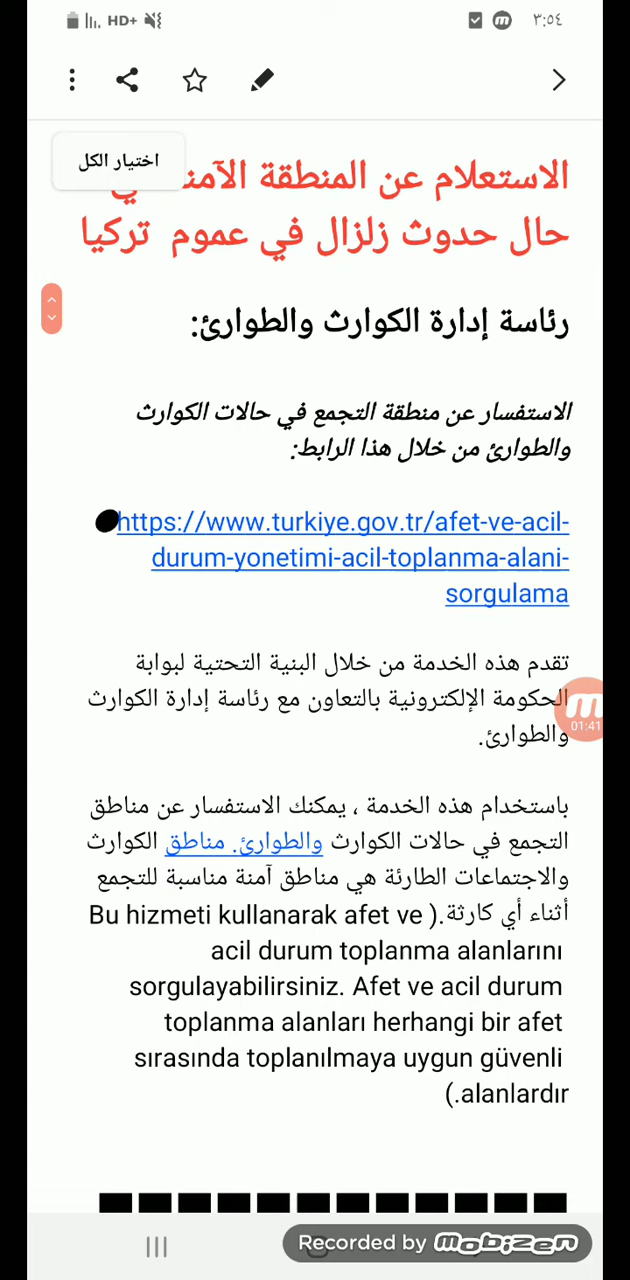 HD+
٣:٥٤
اختيار الكل
الاستعلام عن المنطقة الآمنة في
حال حدوث زلزال في عموم تركيا
رئاسة إدارة الكوارث والطوارئ:
الاستفسار عن منطقة التجمع في حالات الكوارث
والطوارئ من خلال هذا الرابط:
https://www.turkiye.gov.tr/afet-ve-acil-
durum-yonetimi-acil-toplanma-alani-
sorgulama
تقدم هذه الخدمة من خلال البنية التحتية لبوابة
الحكومة الإلكترونية بالتعاون مع رئاسة إدارة الكوارث
والطوارئ.
01:41
باستخدام هذه الخدمة ، يمكنك الاستفسار عن مناطق
التجمع في حالات الكوارث والطوارئ. مناطق الكوارث
والاجتماعات الطارئة هي مناطق آمنة مناسبة للتجمع
أثناء أي كارثة.( Bu hizmeti kullanarak afet ve
acil durum toplanma alanlarını
sorgulayabilirsiniz. Afet ve acil durum
toplanma alanları herhangi bir afet
sırasında toplanılmaya uygun güvenli
alanlardır.)
Recorded by mobizen